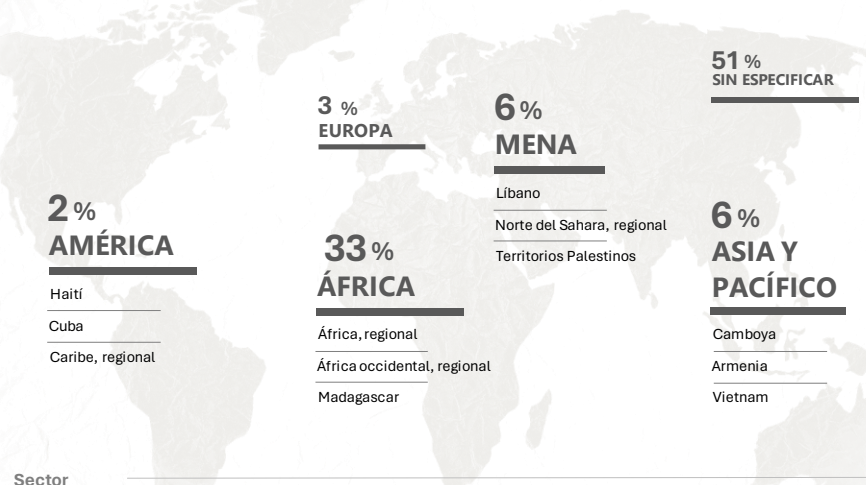 51 %
SIN ESPECIFICAR
3 %
EUROPA
6 %
MENA
Líbano
Norte del Sahara, regional
Territorios Palestinos
2 %
AMÉRICA
Haití
Cuba
Caribe, regional
33 %
ÁFRICA
África, regional
África occidental, regional
Madagascar
6 %
ASIA Y
PACÍFICO
Camboya
Armenia
Vietnam
Sector